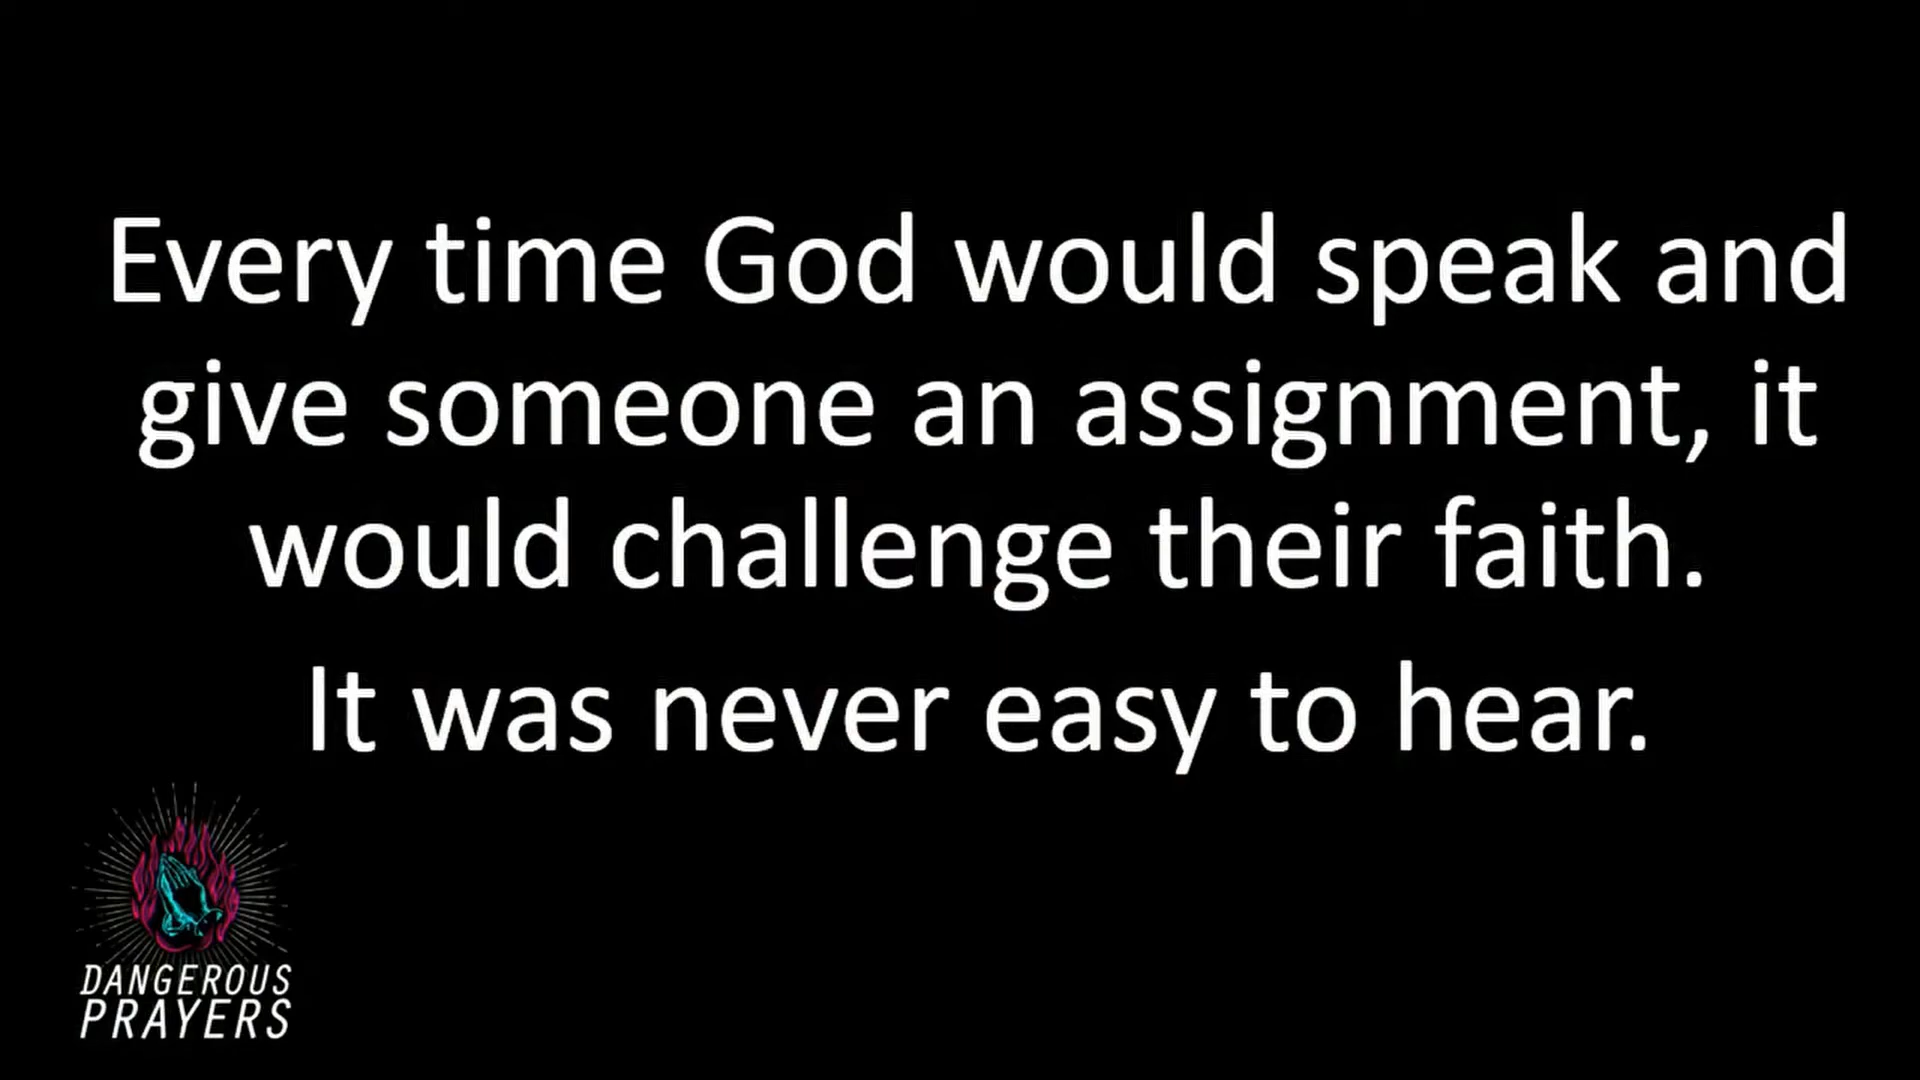 Every time God would speak and
give someone an assignment, it
would challenge their faith.
It was never easy to hear.
DANGEROUS
PRAYERS